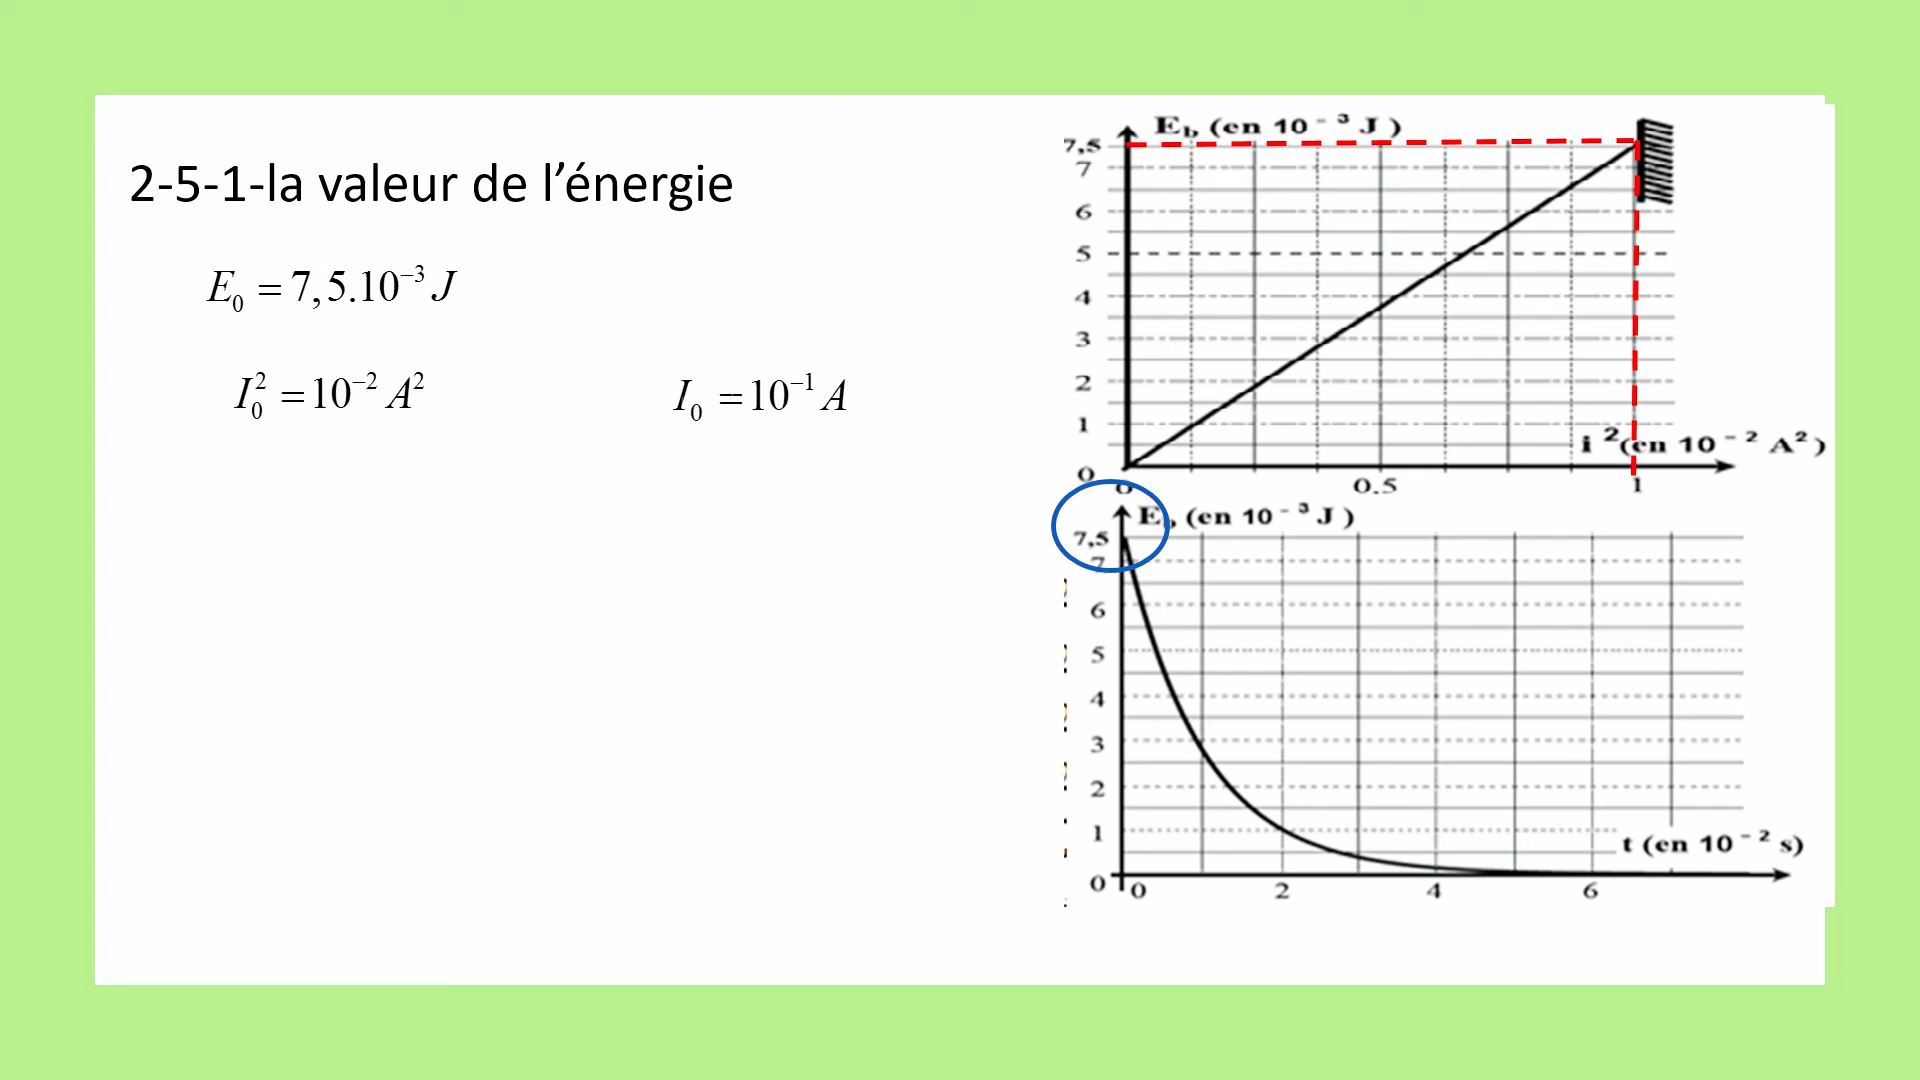 2-5-1-la valeur de l’énergie
E₀ = 7,5.10⁻³ J
I₀² = 10⁻² A²
I₀ = 10⁻¹ A
E_b (en 10⁻³ J)
7,5
7
6
5
4
3
2
1
0
i²(en 10⁻² A²)
0 0.5 1
E_b (en 10⁻³ J)
7,5
7
6
5
4
3
2
1
0
t (en 10⁻² s)
0 2 4 6